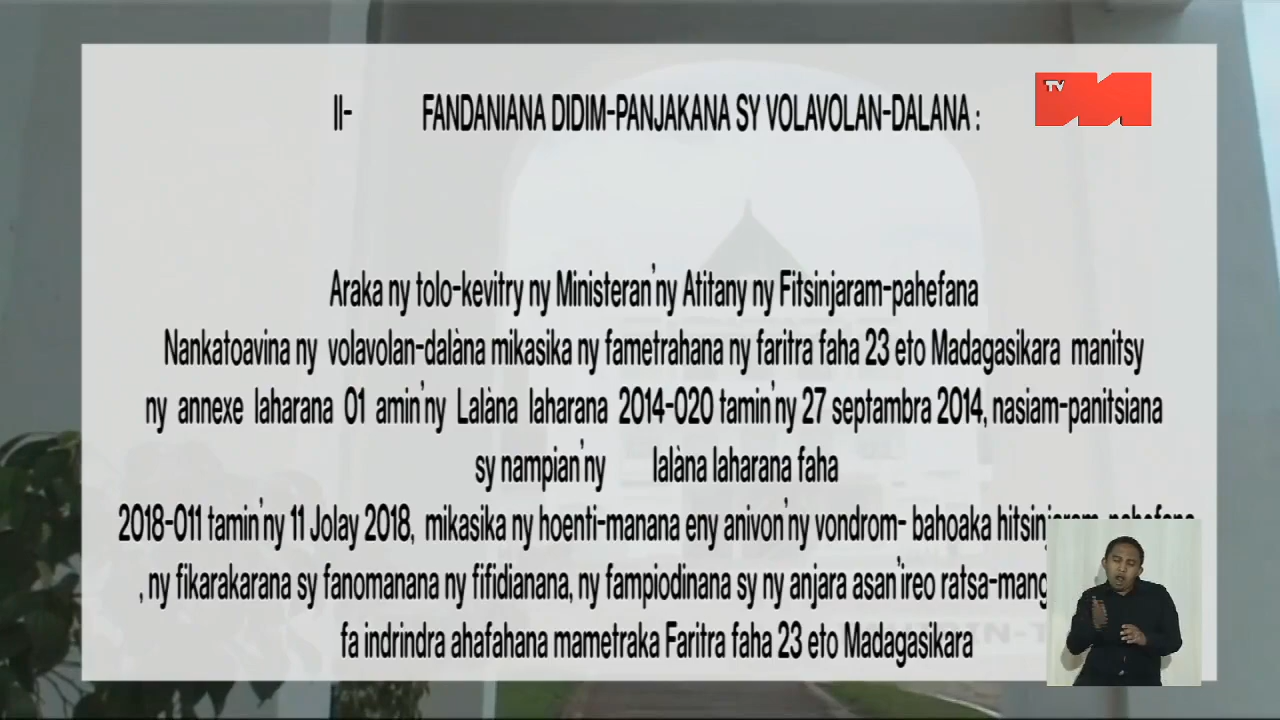 TV
II- FANDANIANA DIDIM-PANJAKANA SY VOLAVOLAN-DALANA :
Araka ny tolo-kevitry ny Ministeran'ny Atitany ny Fitsinjaram-pahefana
Nankatoavina ny volavolan-dalàna mikasika ny fametrahana ny faritra faha 23 eto Madagasikara manitsy
ny annexe laharana 01 amin'ny Lalàna laharana 2014-020 tamin'ny 27 septambra 2014, nasiam-panitsiana
sy nampian'ny lalàna laharana faha
2018-011 tamin'ny 11 Jolay 2018, mikasika ny hoenti-manana eny anivon'ny vondrom- bahoaka
, ny fikarakarana sy fanomanana ny fifidianana, ny fampiodinana sy ny anjara asan'ireo
fa indrindra ahafahana mametraka Faritra faha 23 eto Madagasikara